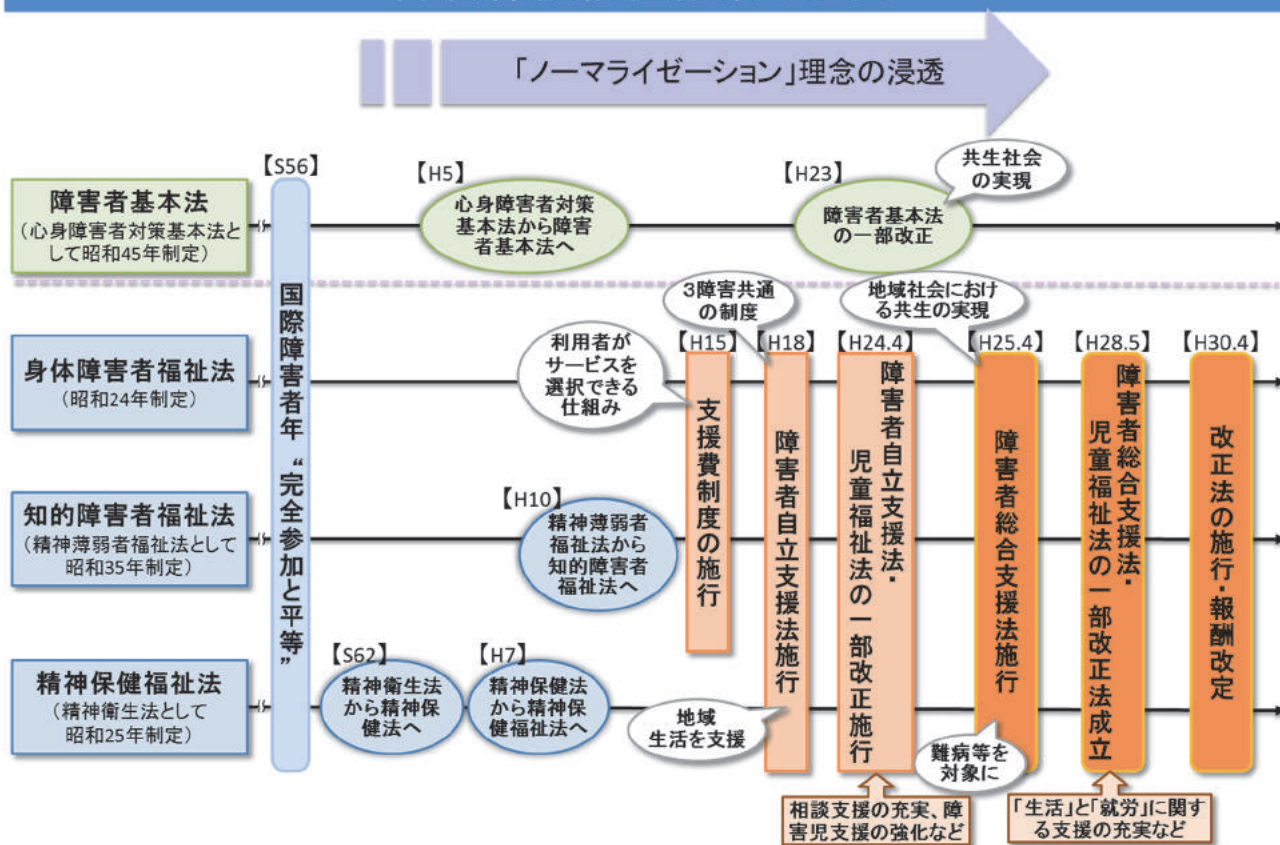 「ノーマライゼーション」理念の浸透
【S56】
【H5】
【H23】
共生社会
の実現
障害者基本法
(心身障害者対策基本法と
して昭和45年制定)
心身障害者対策
基本法から障害
者基本法へ
障害者基本法
の一部改正
国際障害者年 “完全参加と平等”
3障害共通
の制度
地域社会におけ
る共生の実現
利用者が
サービスを
選択できる
仕組み
【H15】
【H18】
【H24.4】
【H25.4】
【H28.5】
【H30.4】
身体障害者福祉法
(昭和24年制定)
支援費制度の施行
障害者自立支援法施行
障害者自立支援法・
児童福祉法の一部改正施行
障害者総合支援法施行
障害者総合支援法・
児童福祉法の一部改正法成立
改正法の施行・報酬改定
知的障害者福祉法
(精神薄弱者福祉法として
昭和35年制定)
【H10】
精神薄弱者
福祉法から
知的障害者
福祉法へ
精神保健福祉法
(精神衛生法として
昭和25年制定)
【S62】
精神衛生法
から精神保
健法へ
【H7】
精神保健法
から精神保
健福祉法へ
地域
生活を支援
難病等を
対象に
相談支援の充実、障
害児支援の強化など
「生活」と「就労」に関す
る支援の充実など